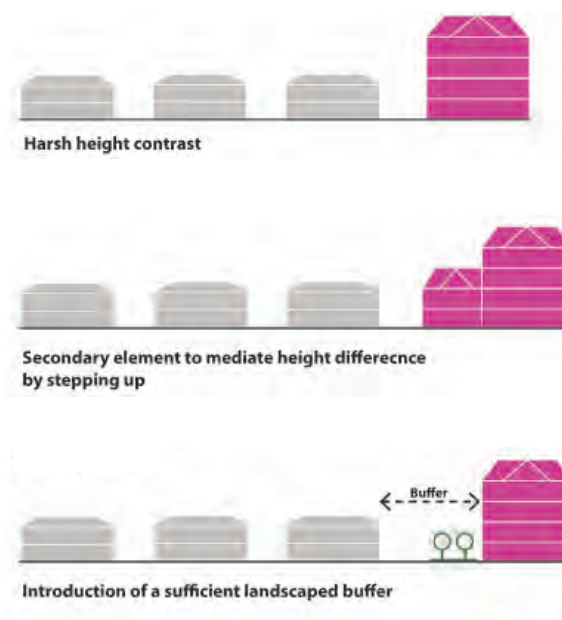 Harsh height contrast
Secondary element to mediate height differecnce
by stepping up
Buffer
Introduction of a sufficient landscaped buffer